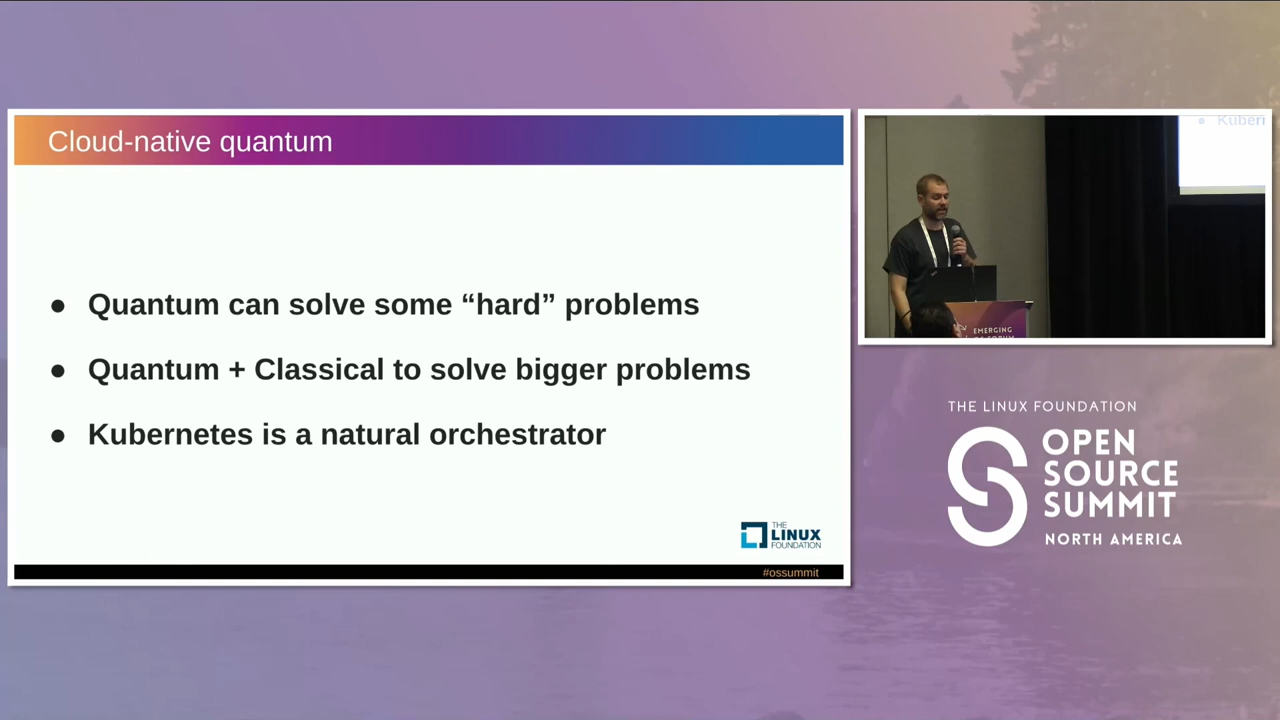 Cloud-native quantum
● Quantum can solve some “hard” problems
● Quantum + Classical to solve bigger problems
● Kubernetes is a natural orchestrator
THE
LINUX
FOUNDATION
#ossummit
EMERGING
THE LINUX FOUNDATION
OPEN
SOURCE
SUMMIT
NORTH AMERICA